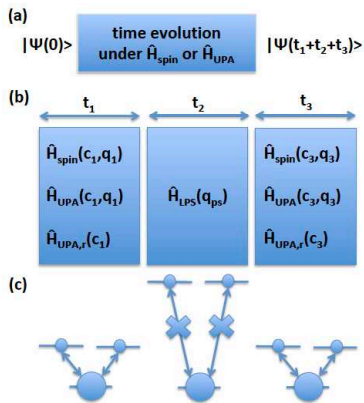 (a)
|Ψ(0)>
time evolution
under Ĥspin or ĤUPA
|Ψ(t1+t2+t3)>
(b)
t1 t2 t3
Ĥspin(c1,q1)
ĤUPA(c1,q1)
ĤUPA,r(c1)
ĤLPS(qps)
Ĥspin(c3,q3)
ĤUPA(c3,q3)
ĤUPA,r(c3)
(c)